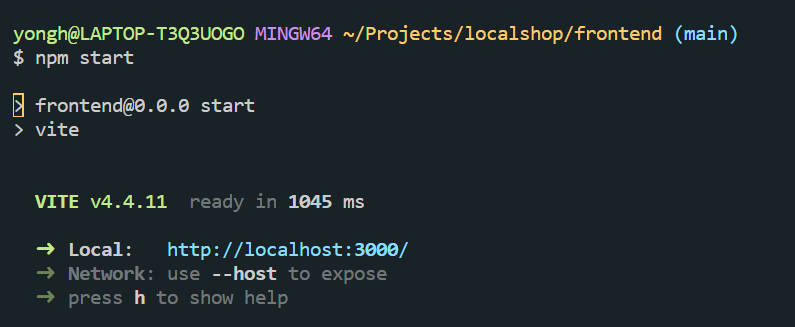 yongh@LAPTOP-T3Q3UOGO MINGW64 ~/Projects/localshop/frontend (main)
$ npm start
> frontend@0.0.0 start
> vite
VITE v4.4.11 ready in 1045 ms
➜ Local: http://localhost:3000/
➜ Network: use --host to expose
➜ press h to show help